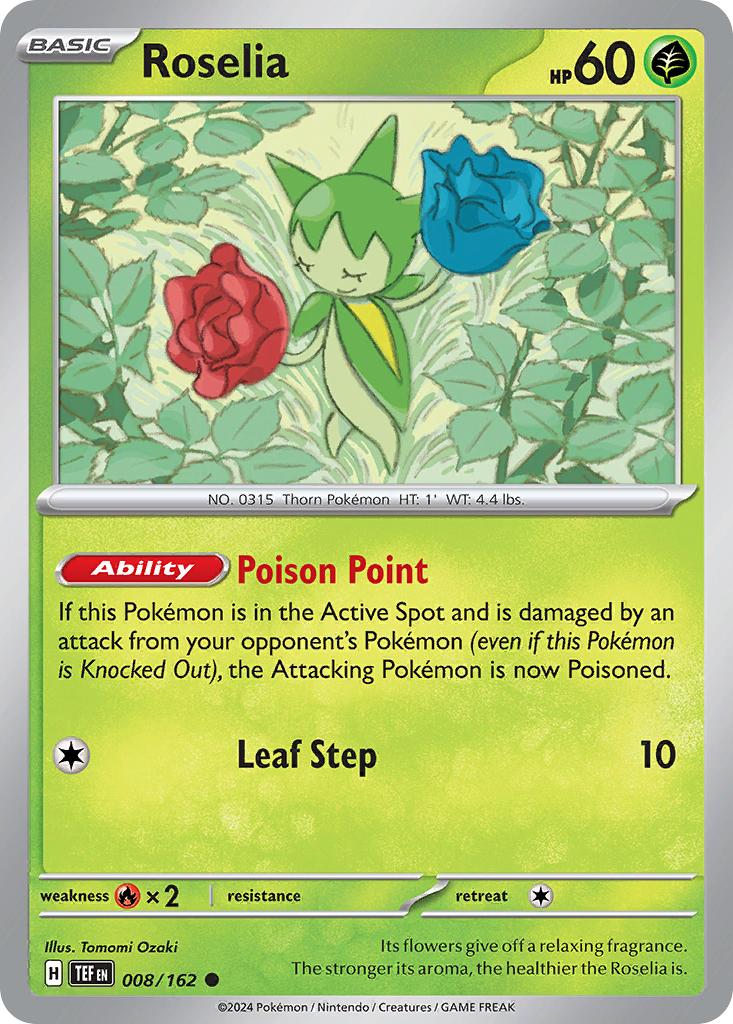 BASIC
Roselia
HP 60
NO. 0315 Thorn Pokémon HT: 1' WT: 4.4 lbs.
Ability Poison Point
If this Pokémon is in the Active Spot and is damaged by an
attack from your opponent's Pokémon (even if this Pokémon
is Knocked Out), the Attacking Pokémon is now Poisoned.
Leaf Step 10
weakness ×2 resistance retreat
Illus. Tomomi Ozaki
Its flowers give off a relaxing fragrance.
The stronger its aroma, the healthier the Roselia is.
H TEF EN 008/162
©2024 Pokémon / Nintendo / Creatures / GAME FREAK